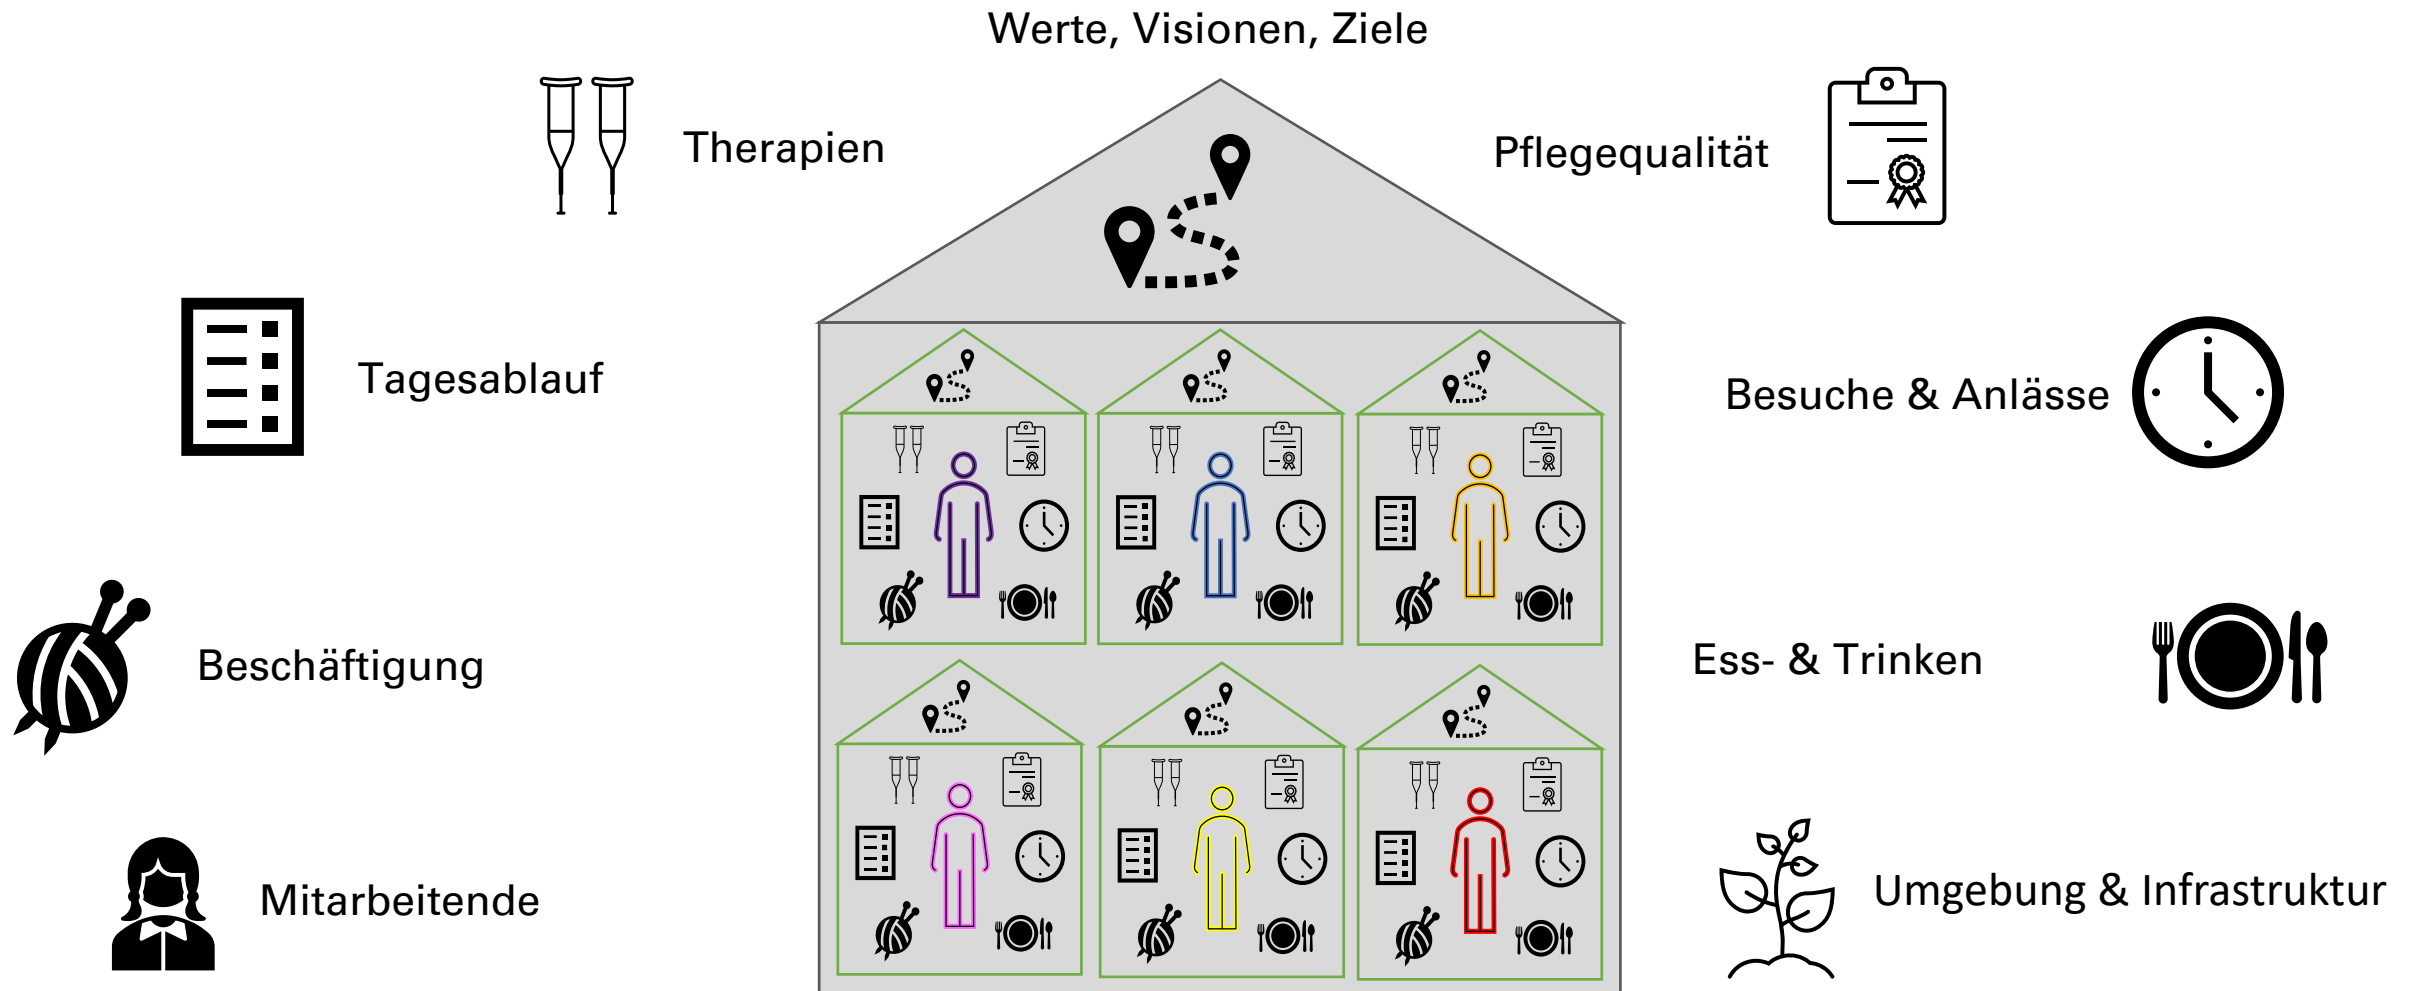 Werte, Visionen, Ziele
Therapien
Pflegequalität
Tagesablauf
Besuche & Anlässe
Beschäftigung
Ess- & Trinken
Mitarbeitende
Umgebung & Infrastruktur